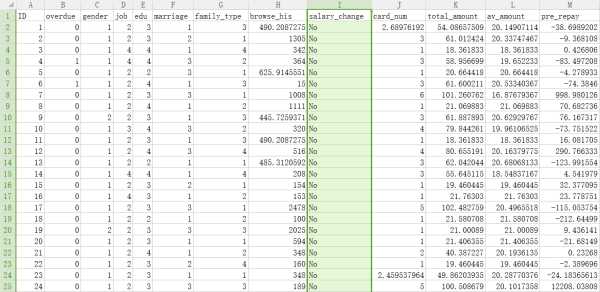 A B C D E F G H I J K L M
1 ID overdue gender job edu marriage family_type browse_his salary_change card_num total_amount av_amount pre_repay
2 1 0 1 2 2 1 3 490.2087275 No 2.68976192 54.08657509 20.14907114 -38.6989202
3 2 0 1 2 3 2 1 1305 No 3 61.012424 20.33747467 -9.368108
4 3 0 1 4 4 1 4 342 No 1 18.361833 18.361833 0.426806
5 4 1 1 4 4 3 2 364 No 3 58.956699 19.652233 -83.497208
6 5 0 1 2 2 3 1 625.9145551 No 1 20.664418 20.664418 -4.278933
7 6 1 1 2 4 1 3 15 No 3 61.600211 20.53340367 -74.3846
8 7 0 1 2 3 1 1 1008 No 6 101.260762 16.87679367 998.980126
9 8 0 1 2 4 1 2 1111 No 1 21.069883 21.069883 70.682736
10 9 0 2 2 3 1 3 445.7259371 No 3 61.887893 20.62929767 76.167317
11 10 0 1 3 4 3 2 320 No 4 79.844261 19.96106525 -73.751522
12 11 0 1 2 3 1 3 490.2087275 No 1 18.361833 18.361833 16.081705
13 12 0 1 2 4 3 4 516 No 4 80.655191 20.16379775 290.766333
14 13 0 1 2 2 1 1 485.3120592 No 3 62.042044 20.68068133 -123.991554
15 14 0 1 4 4 1 4 208 No 3 55.645115 18.54837167 4.541979
16 15 0 1 2 3 2 1 154 No 1 19.460445 19.460445 32.377095
17 16 0 1 4 3 1 2 153 No 1 21.76303 21.76303 23.778751
18 17 0 1 2 3 3 1 2478 No 5 102.482759 20.4965518 -115.053754
19 18 0 1 2 2 1 2 100 No 1 21.580708 21.580708 -212.64499
20 19 0 2 2 3 3 3 2025 No 1 21.00089 21.00089 9.436141
21 20 0 1 2 3 1 1 594 No 1 21.406355 21.406355 -21.68149
22 21 0 1 2 4 1 2 348 No 2 40.387227 20.1936135 0.23268
23 22 0 1 2 3 2 4 160 No 1 19.460445 19.460445 -2.389696
24 23 0 1 2 3 1 1 348 No 2.459537964 49.86203935 20.28770376 -24.18365613
25 24 0 1 2 3 3 3 189 No 5 100.508679 20.1017358 12208.03808